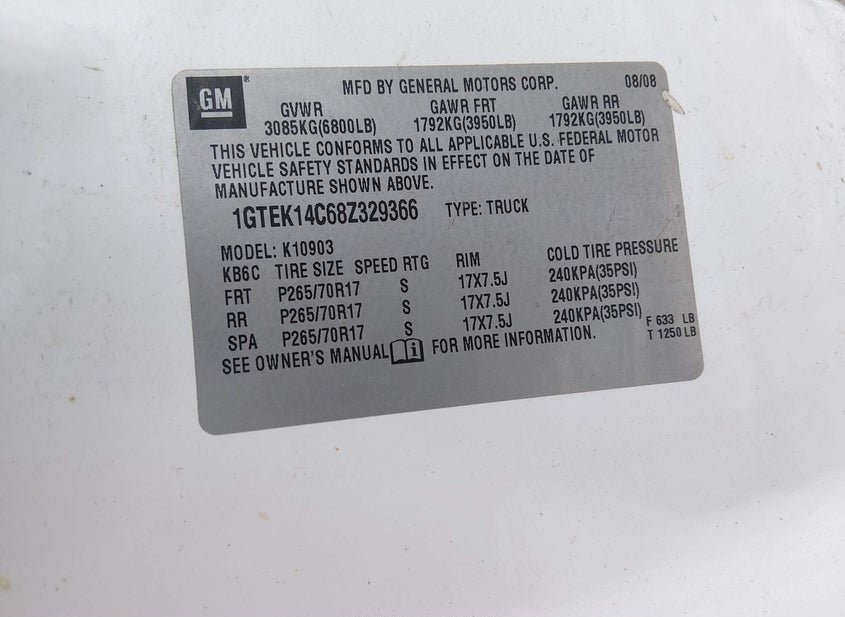 GM
MFD BY GENERAL MOTORS CORP. 08/08
GVWR GAWR FRT GAWR RR
3085KG(6800LB) 1792KG(3950LB) 1792KG(3950LB)
THIS VEHICLE CONFORMS TO ALL APPLICABLE U.S. FEDERAL MOTOR
VEHICLE SAFETY STANDARDS IN EFFECT ON THE DATE OF
MANUFACTURE SHOWN ABOVE.
1GTEK14C68Z329366 TYPE: TRUCK
MODEL: K10903
KB6C TIRE SIZE SPEED RTG RIM COLD TIRE PRESSURE
FRT P265/70R17 S 17X7.5J 240KPA(35PSI)
RR P265/70R17 S 17X7.5J 240KPA(35PSI)
SPA P265/70R17 S 17X7.5J 240KPA(35PSI)
F 633 LB
T 1250 LB
SEE OWNER'S MANUAL FOR MORE INFORMATION.